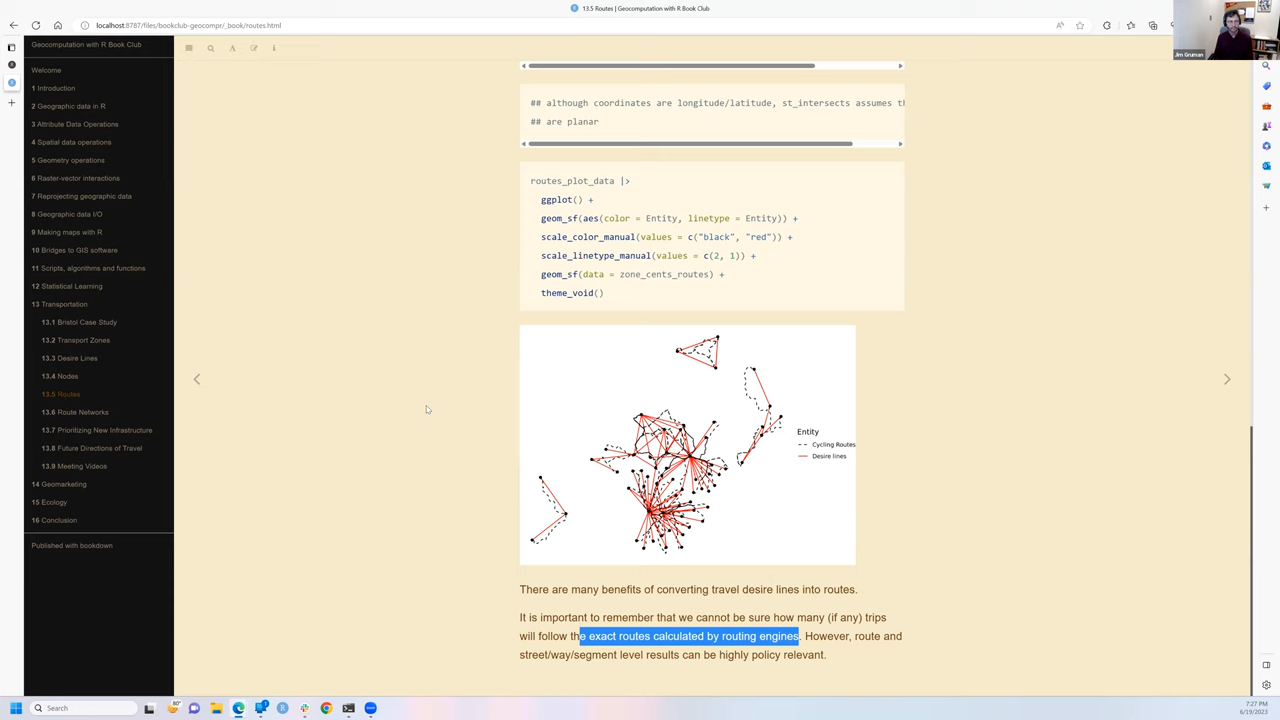 13.5 Routes | Geocomputation with R Book Club
localhost:8787/files/bookclub-geocompr/_book/routes.html
Jim Gruman
Geocomputation with R Book Club
Welcome
1 Introduction
2 Geographic data in R
3 Attribute Data Operations
4 Spatial data operations
5 Geometry operations
6 Raster-vector interactions
7 Reprojecting geographic data
8 Geographic data I/O
9 Making maps with R
10 Bridges to GIS software
11 Scripts, algorithms and functions
12 Statistical Learning
13 Transportation
13.1 Bristol Case Study
13.2 Transport Zones
13.3 Desire Lines
13.4 Nodes
13.5 Routes
13.6 Route Networks
13.7 Prioritizing New Infrastructure
13.8 Future Directions of Travel
13.9 Meeting Videos
14 Geomarketing
15 Ecology
16 Conclusion
Published with bookdown
## although coordinates are longitude/latitude, st_intersects assumes th
## are planar
routes_plot_data |>
ggplot() +
geom_sf(aes(color = Entity, linetype = Entity)) +
scale_color_manual(values = c("black", "red")) +
scale_linetype_manual(values = c(2, 1)) +
geom_sf(data = zone_cents_routes) +
theme_void()
Entity
Cycling Routes
Desire lines
There are many benefits of converting travel desire lines into routes.
It is important to remember that we cannot be sure how many (if any) trips
will follow the exact routes calculated by routing engines. However, route and
street/way/segment level results can be highly policy relevant.
Search
80°
7:27 PM
6/19/2023